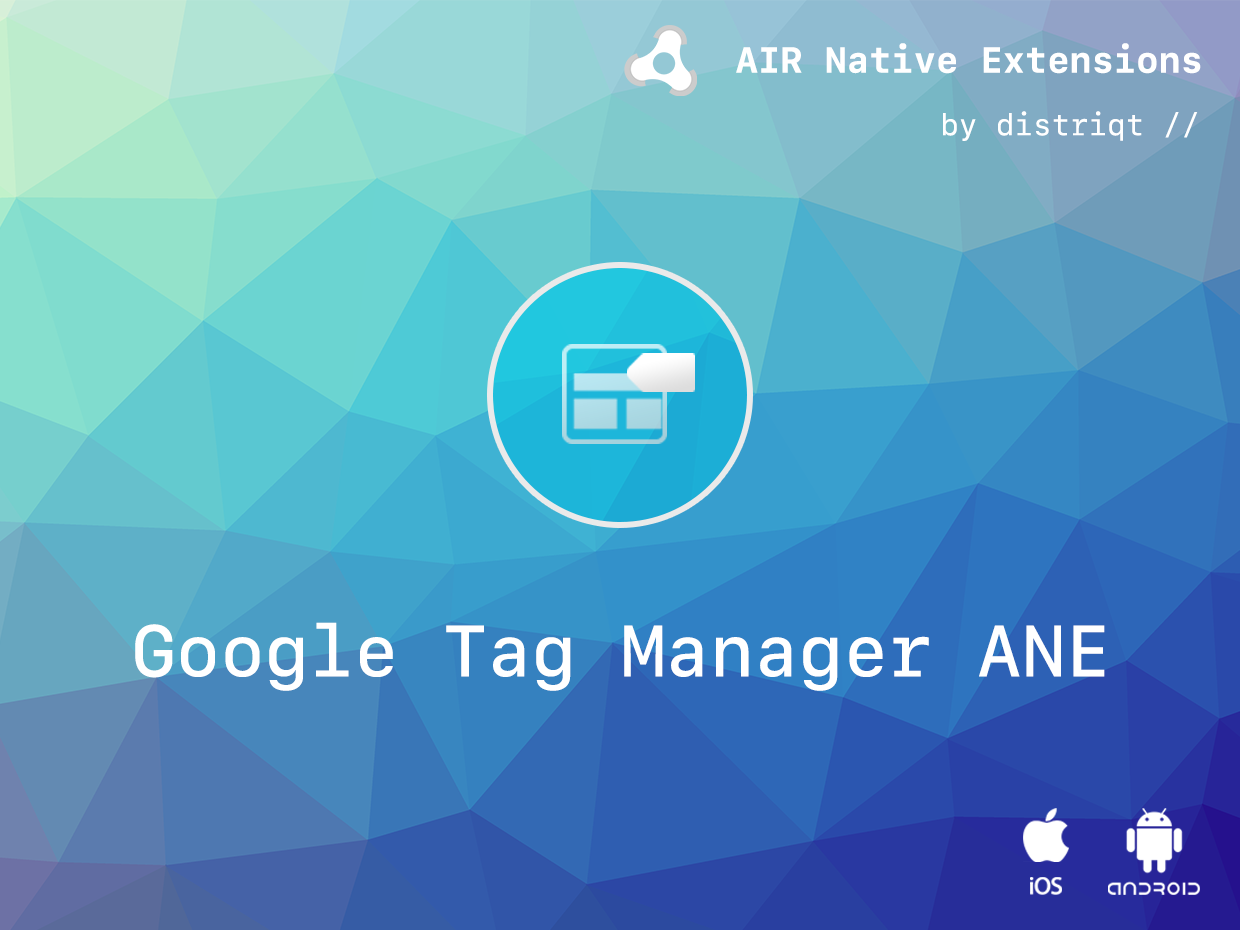 AIR Native Extensions
by distriqt //
Google Tag Manager ANE
iOS
ANDROID